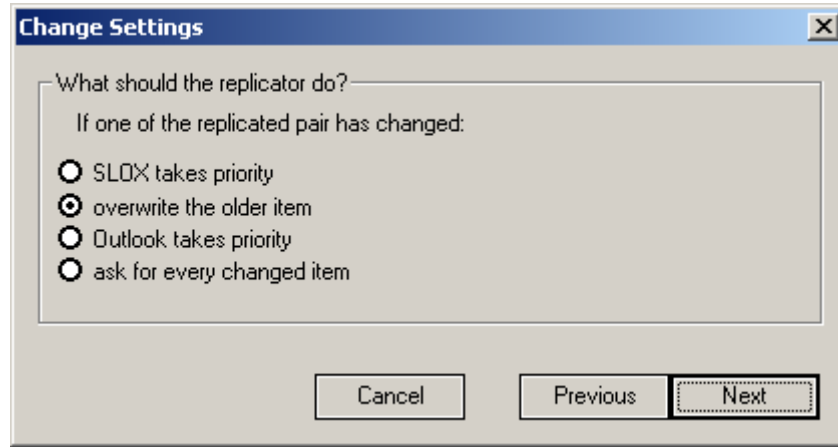 Change Settings
What should the replicator do?
If one of the replicated pair has changed:
SLOX takes priority
overwrite the older item
Outlook takes priority
ask for every changed item
Cancel Previous Next